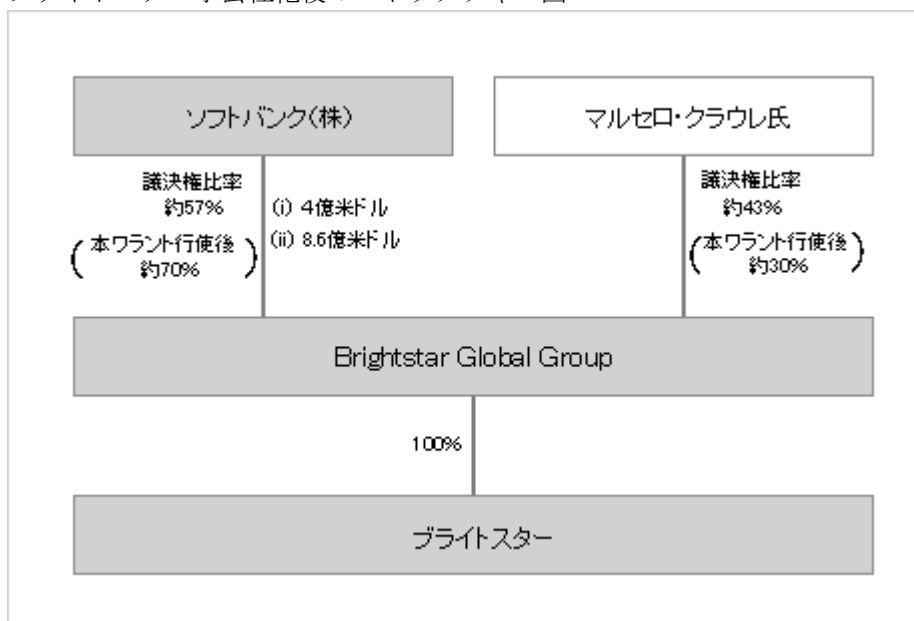 ソフトバンク(株)
マルセロ・クラウレ氏
議決権比率
約57%
(本ワラント行使後
約70%)
(i) 4億米ドル
(ii) 8.6億米ドル
議決権比率
約43%
(本ワラント行使後
約30%)
Brightstar Global Group
100%
ブライトスター